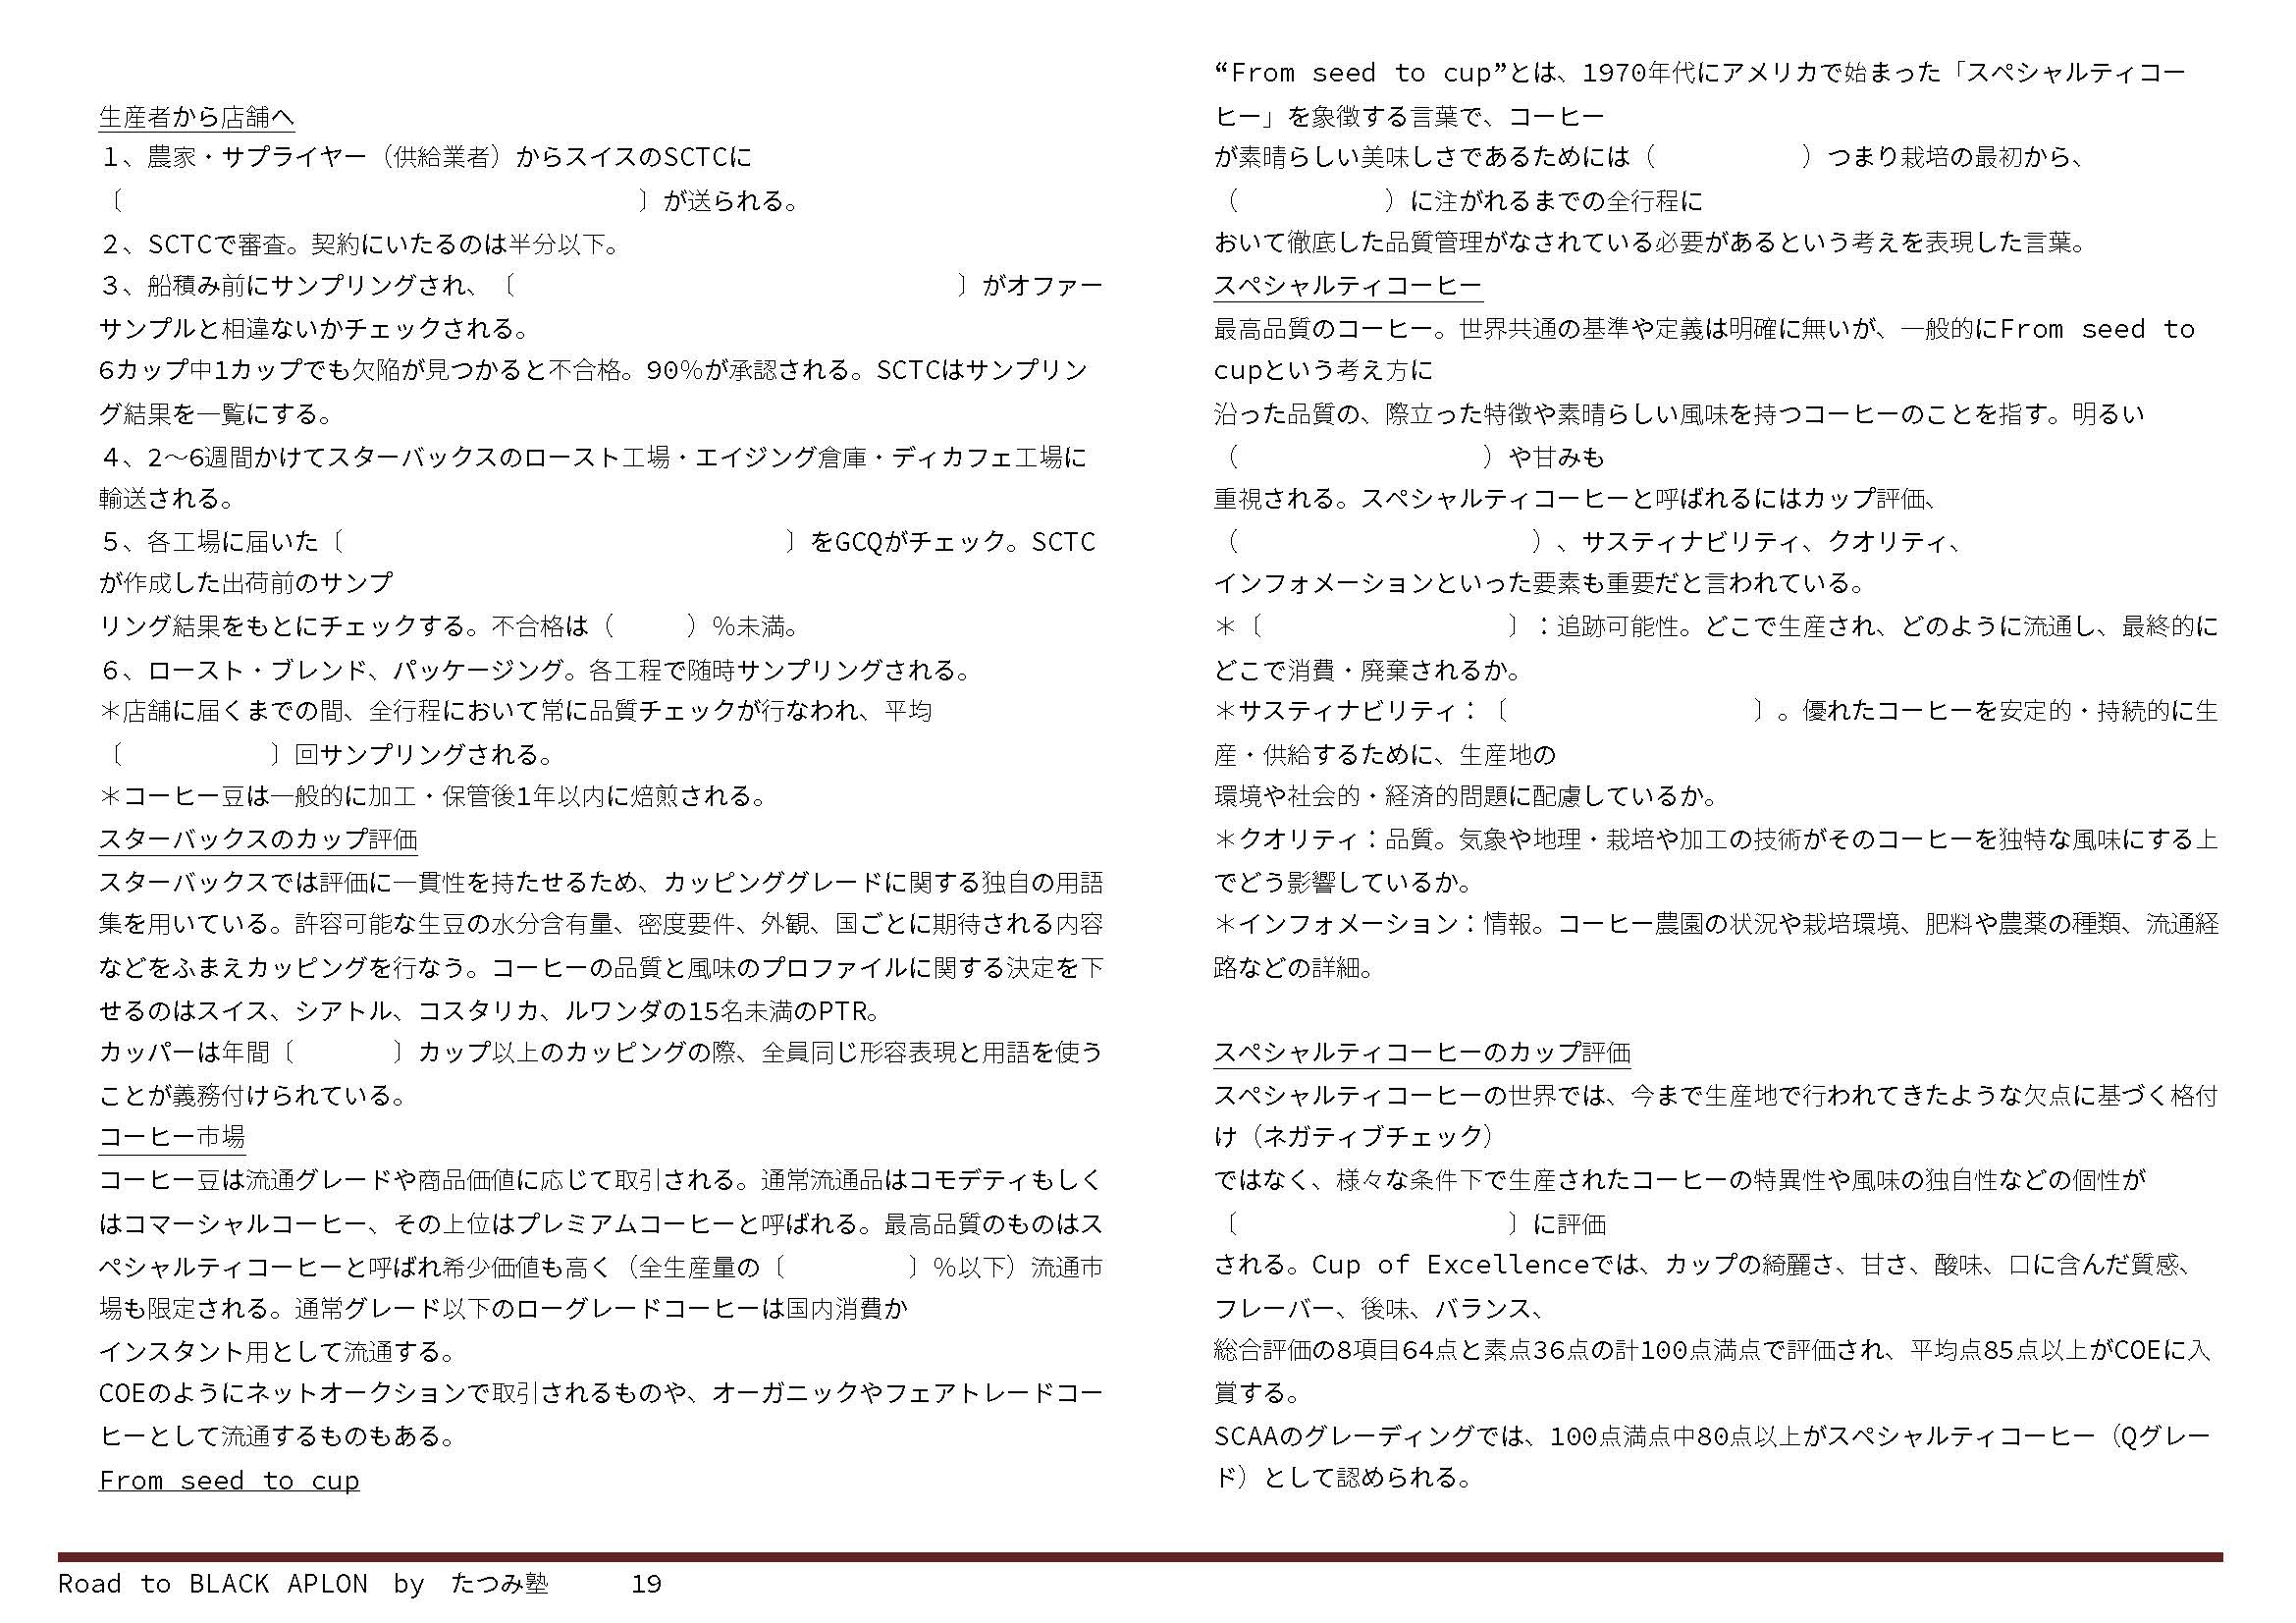 生産者から店舗へ
１、農家・サプライヤー（供給業者）からスイスのSCTCに
〔　　　　　　　　　　　　　　　　　　　　　〕が送られる。
２、SCTCで審査。契約にいたるのは半分以下。
３、船積み前にサンプリングされ、〔　　　　　　　　　　　　　　　　　　〕がオファー
サンプルと相違ないかチェックされる。
6カップ中1カップでも欠陥が見つかると不合格。90％が承認される。SCTCはサンプリン
グ結果を一覧にする。
４、2～6週間かけてスターバックスのロースト工場・エイジング倉庫・ディカフェ工場に
輸送される。
５、各工場に届いた〔　　　　　　　　　　　　　　　　　　〕をGCQがチェック。SCTC
が作成した出荷前のサンプ
リング結果をもとにチェックする。不合格は（　　　）％未満。
６、ロースト・ブレンド、パッケージング。各工程で随時サンプリングされる。
＊店舗に届くまでの間、全行程において常に品質チェックが行なわれ、平均
〔　　　　　　〕回サンプリングされる。
＊コーヒー豆は一般的に加工・保管後1年以内に焙煎される。
スターバックスのカップ評価
スターバックスでは評価に一貫性を持たせるため、カッピンググレードに関する独自の用語
集を用いている。許容可能な生豆の水分含有量、密度要件、外観、国ごとに期待される内容
などをふまえカッピングを行なう。コーヒーの品質と風味のプロファイルに関する決定を下
せるのはスイス、シアトル、コスタリカ、ルワンダの15名未満のPTR。
カッパーは年間〔　　　　〕カップ以上のカッピングの際、全員同じ形容表現と用語を使う
ことが義務付けられている。
コーヒー市場
コーヒー豆は流通グレードや商品価値に応じて取引される。通常流通品はコモデティもしく
はコマーシャルコーヒー、その上位はプレミアムコーヒーと呼ばれる。最高品質のものはス
ペシャルティコーヒーと呼ばれ希少価値も高く（全生産量の〔　　　　　〕％以下）流通市
場も限定される。通常グレード以下のローグレードコーヒーは国内消費か
インスタント用として流通する。
COEのようにネットオークションで取引されるものや、オーガニックやフェアトレードコー
ヒーとして流通するものもある。
From seed to cup
“From seed to cup”とは、1970年代にアメリカで始まった「スペシャルティコー
ヒー」を象徴する言葉で、コーヒー
が素晴らしい美味しさであるためには（　　　　　　）つまり栽培の最初から、
（　　　　　　）に注がれるまでの全行程に
おいて徹底した品質管理がなされている必要があるという考えを表現した言葉。
スペシャルティコーヒー
最高品質のコーヒー。世界共通の基準や定義は明確に無いが、一般的にFrom seed to
cupという考え方に
沿った品質の、際立った特徴や素晴らしい風味を持つコーヒーのことを指す。明るい
（　　　　　　　　　　）や甘みも
重視される。スペシャルティコーヒーと呼ばれるにはカップ評価、
（　　　　　　　　　　　　）、サスティナビリティ、クオリティ、
インフォメーションといった要素も重要だと言われている。
＊〔　　　　　　　　　　〕：追跡可能性。どこで生産され、どのように流通し、最終的に
どこで消費・廃棄されるか。
＊サスティナビリティ：〔　　　　　　　　　　〕。優れたコーヒーを安定的・持続的に生
産・供給するために、生産地の
環境や社会的・経済的問題に配慮しているか。
＊クオリティ：品質。気象や地理・栽培や加工の技術がそのコーヒーを独特な風味にする上
でどう影響しているか。
＊インフォメーション：情報。コーヒー農園の状況や栽培環境、肥料や農薬の種類、流通経
路などの詳細。
スペシャルティコーヒーのカップ評価
スペシャルティコーヒーの世界では、今まで生産地で行われてきたような欠点に基づく格付
け（ネガティブチェック）
ではなく、様々な条件下で生産されたコーヒーの特異性や風味の独自性などの個性が
〔　　　　　　　　　　　〕に評価
される。Cup of Excellenceでは、カップの綺麗さ、甘さ、酸味、口に含んだ質感、
フレーバー、後味、バランス、
総合評価の8項目64点と素点36点の計100点満点で評価され、平均点85点以上がCOEに入
賞する。
SCAAのグレーディングでは、100点満点中80点以上がスペシャルティコーヒー（Qグレー
ド）として認められる。
Road to BLACK APLON by たつみ塾　　　19